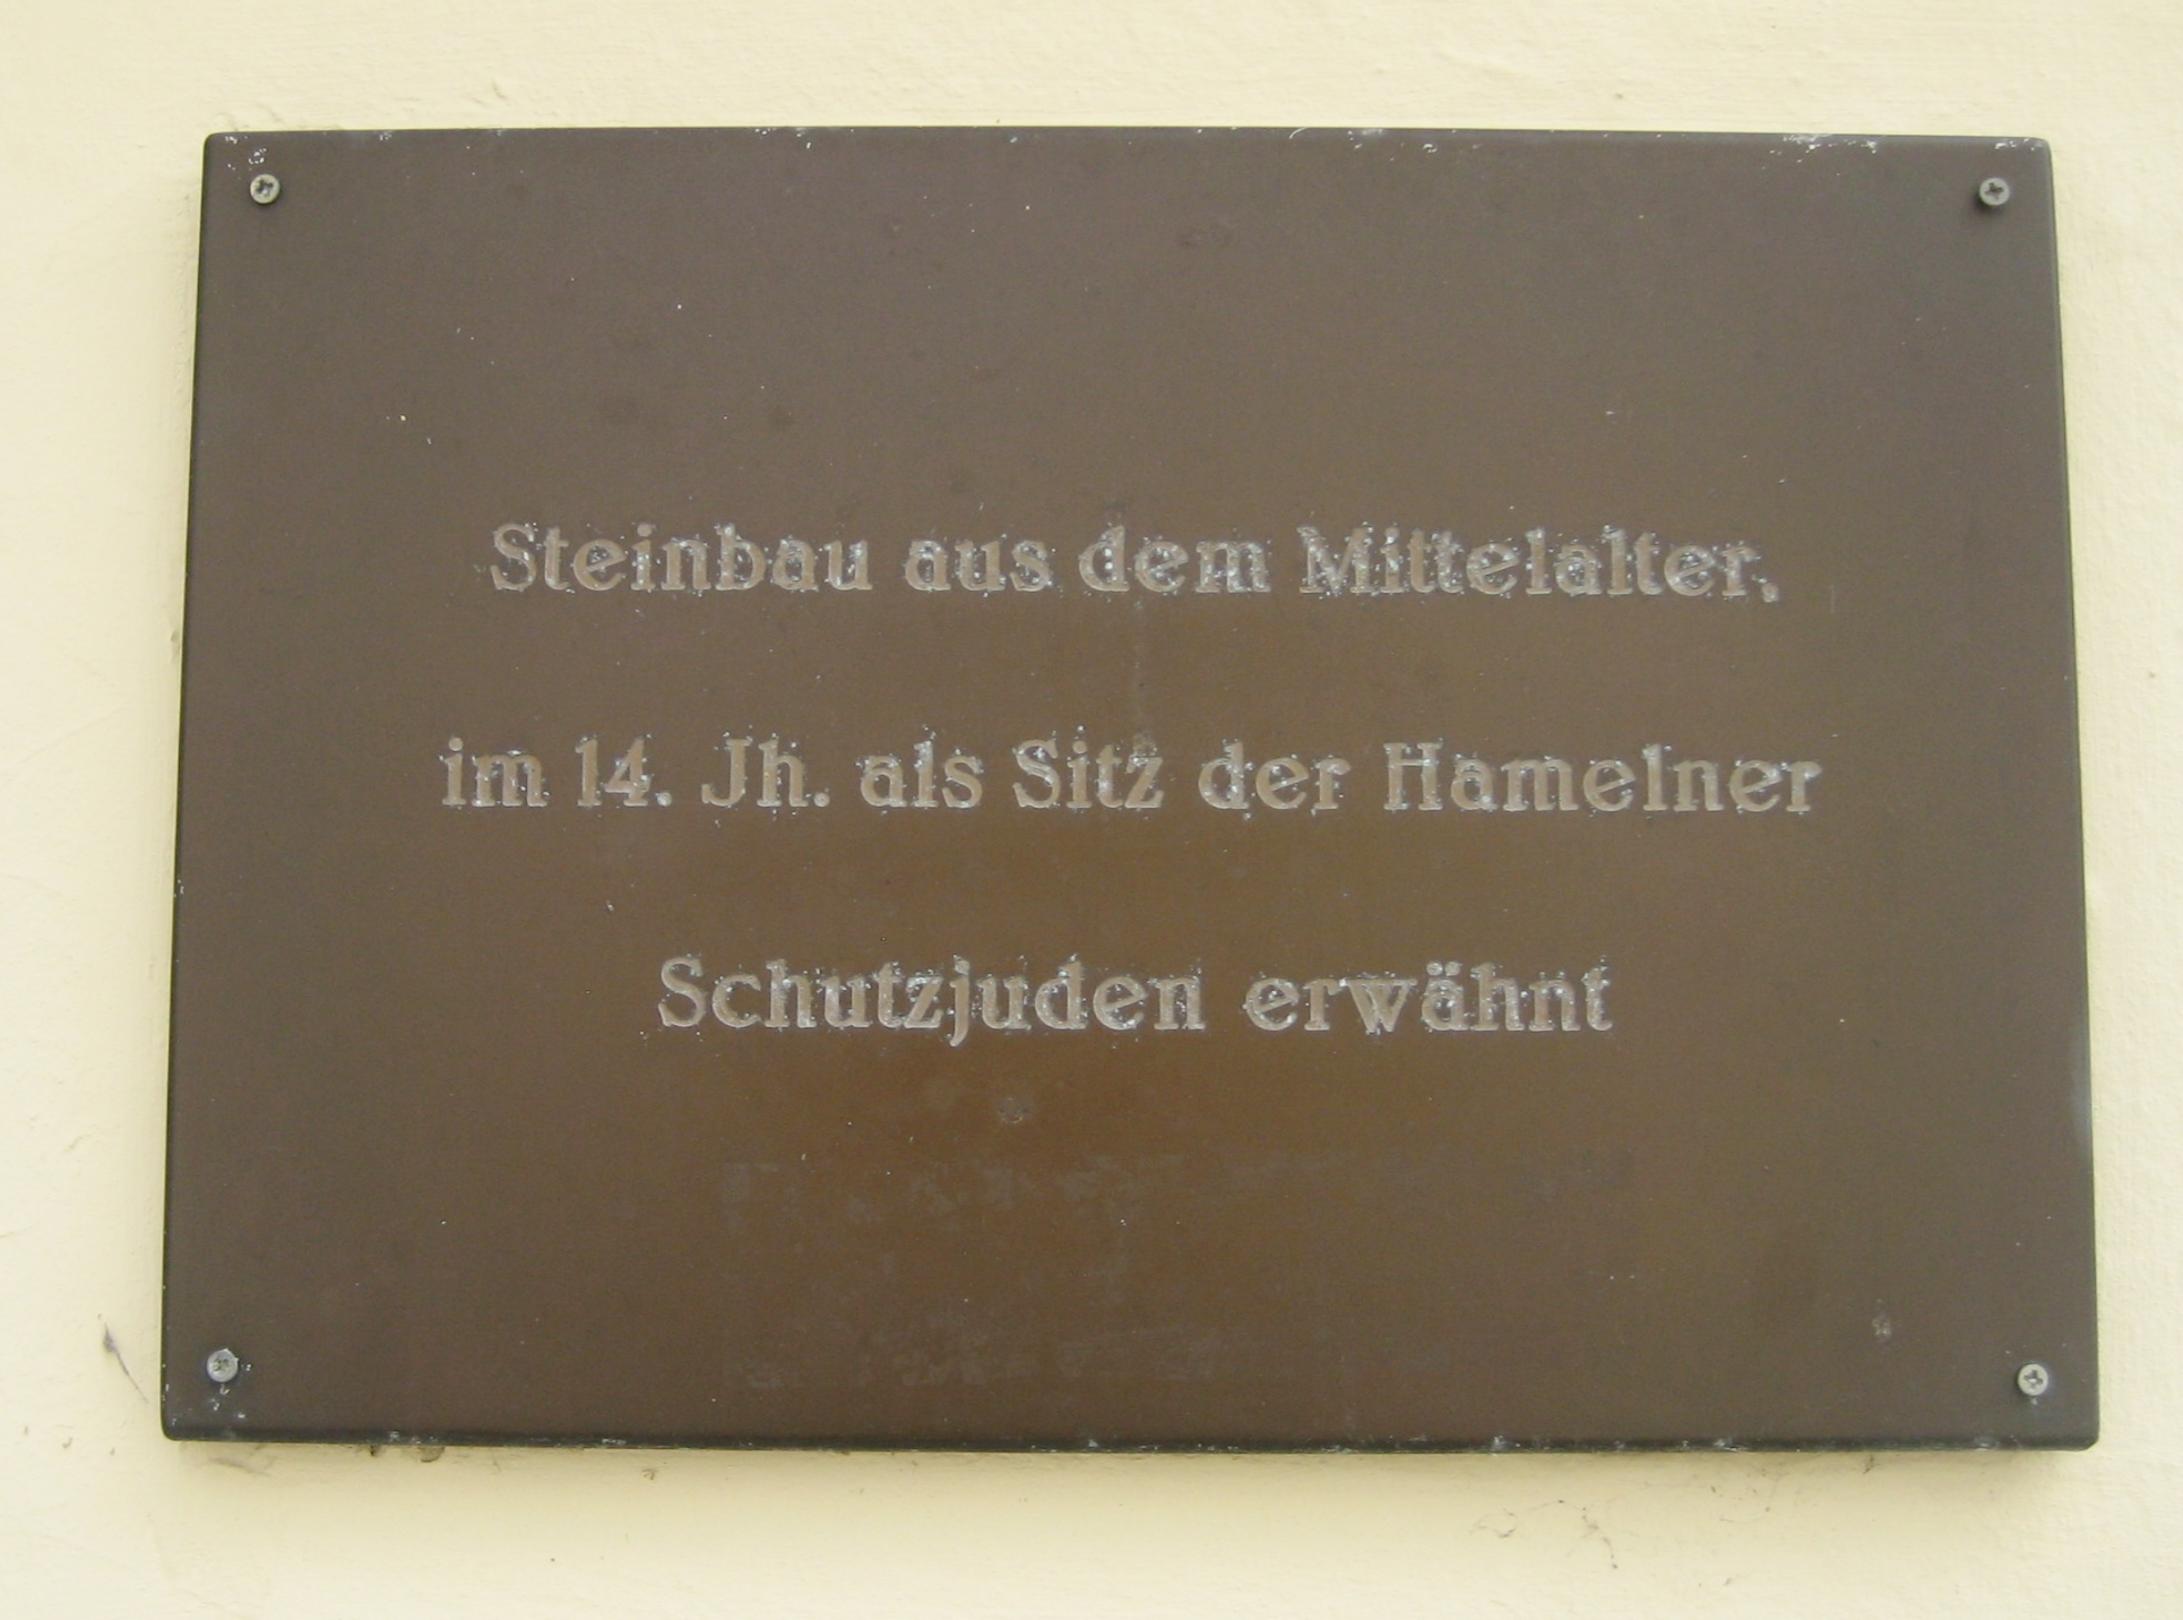 Steinbau aus dem Mittelalter,
im 14. Jh. als Sitz der Hamelner
Schutzjuden erwähnt